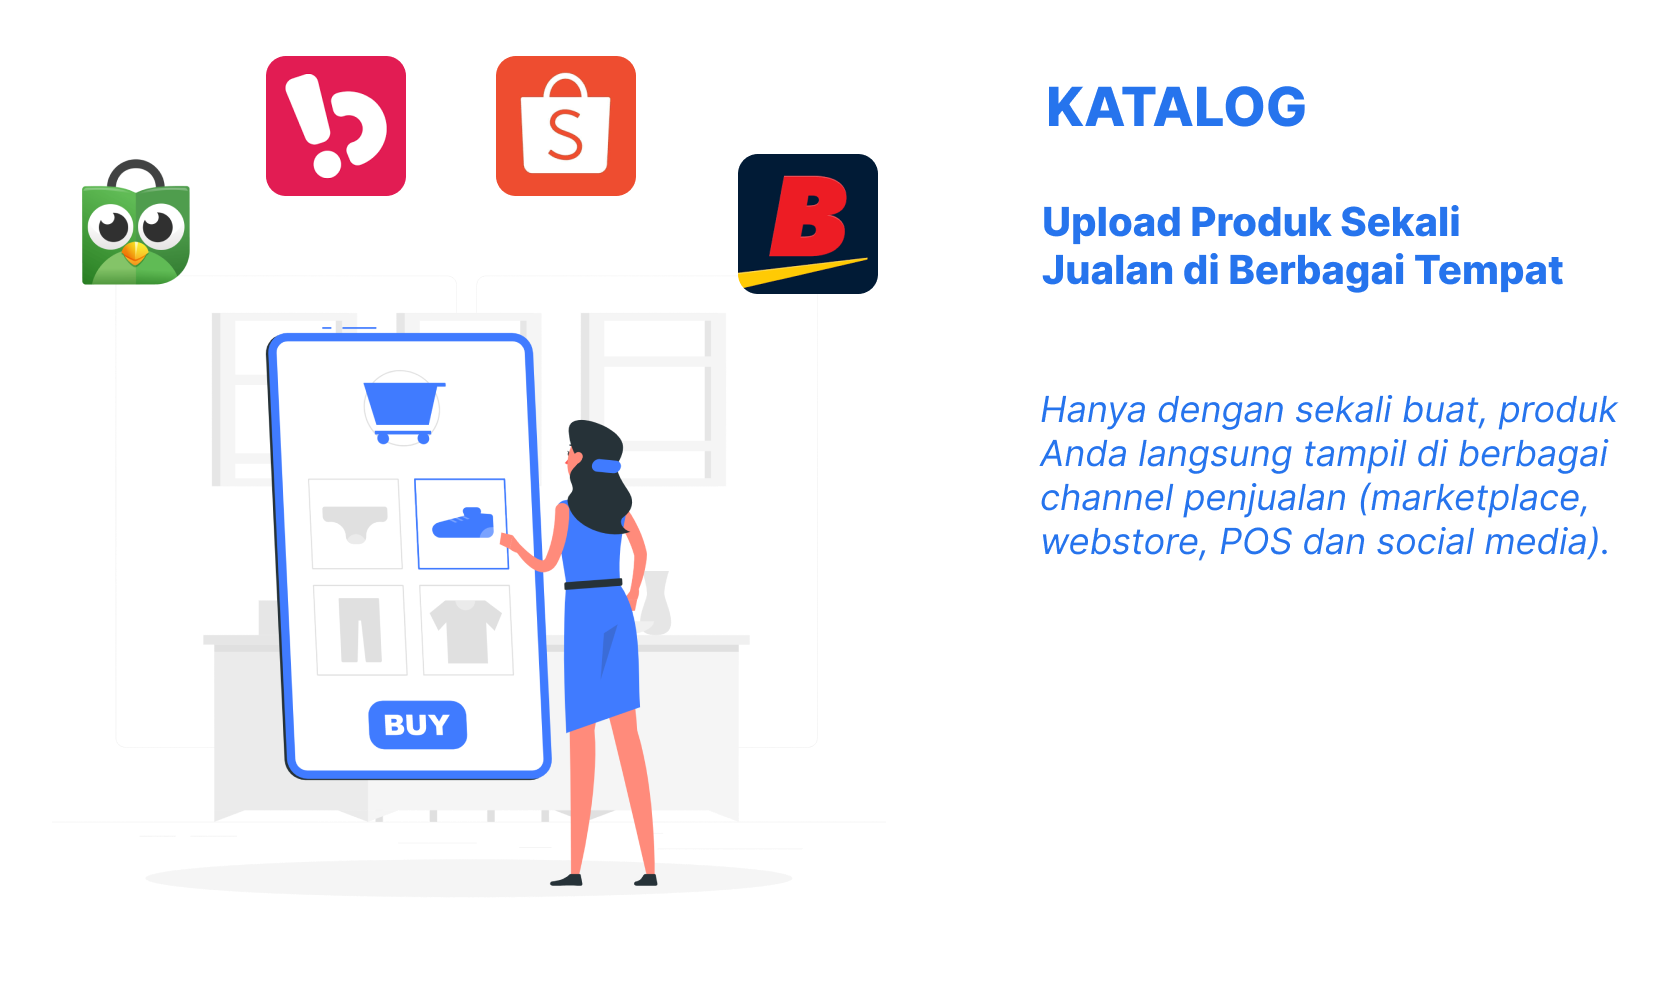 KATALOG
Upload Produk Sekali
Jualan di Berbagai Tempat
Hanya dengan sekali buat, produk
Anda langsung tampil di berbagai
channel penjualan (marketplace,
webstore, POS dan social media).
S
B
BUY